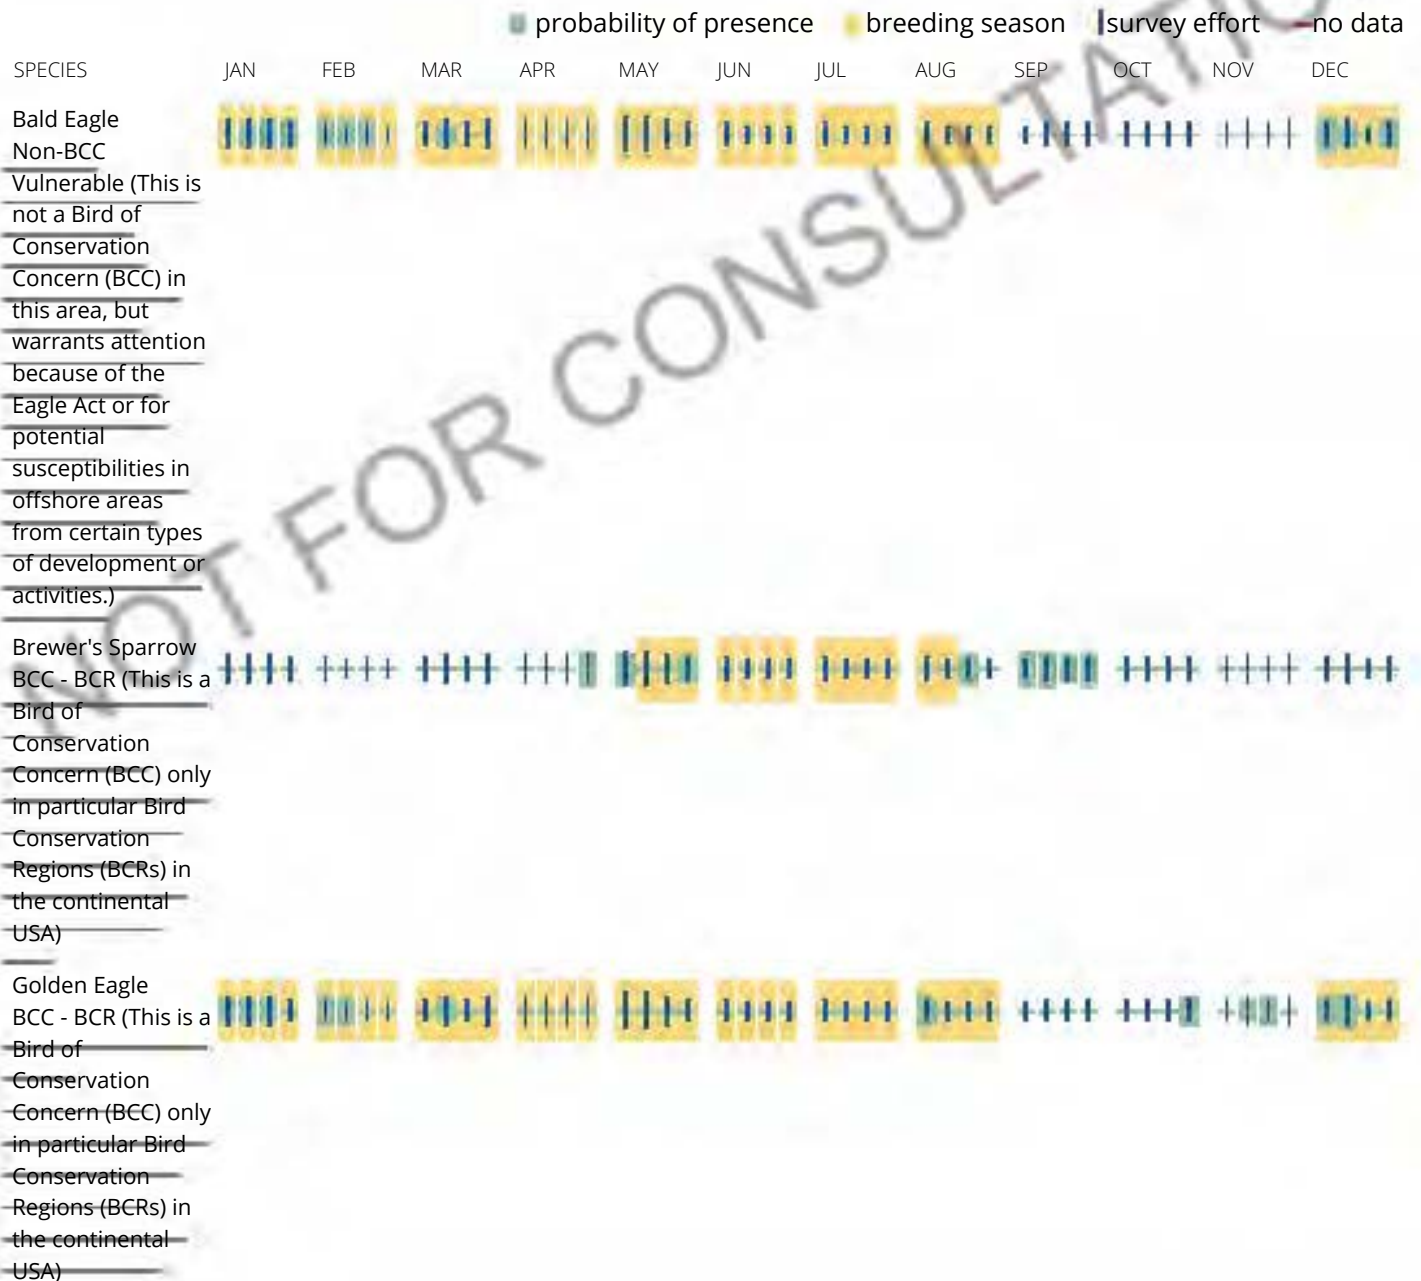 probability of presence breeding season survey effort no data
SPECIES JAN FEB MAR APR MAY JUN JUL AUG SEP OCT NOV DEC
Bald Eagle
Non-BCC
Vulnerable (This is
not a Bird of
Conservation
Concern (BCC) in
this area, but
warrants attention
because of the
Eagle Act or for
potential
susceptibilities in
offshore areas
from certain types
of development or
activities.)
Brewer's Sparrow
BCC - BCR (This is a
Bird of
Conservation
Concern (BCC) only
in particular Bird
Conservation
Regions (BCRs) in
the continental
USA)
Golden Eagle
BCC - BCR (This is a
Bird of
Conservation
Concern (BCC) only
in particular Bird
Conservation
Regions (BCRs) in
the continental
USA)
NOT FOR CONSULTATIO